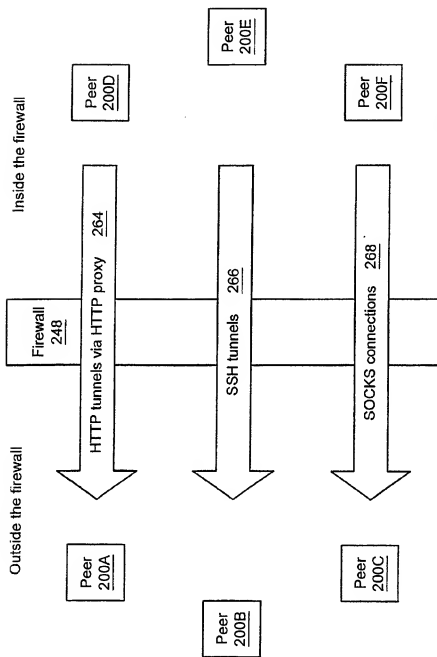 Outside the firewall
Inside the firewall
Firewall
248
Peer
200A
HTTP tunnels via HTTP proxy 264
Peer
200D
Peer
200B
SSH tunnels 266
Peer
200E
Peer
200C
SOCKS connections 268
Peer
200F